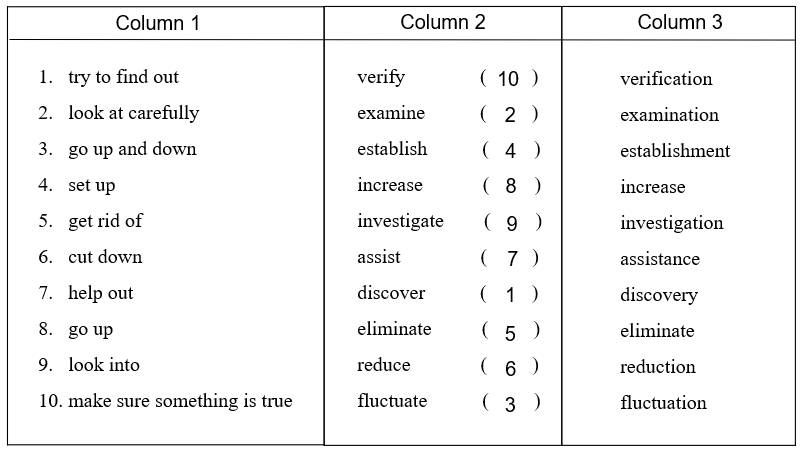 Column 1 Column 2 Column 3
1. try to find out verify ( 10 ) verification
2. look at carefully examine ( 2 ) examination
3. go up and down establish ( 4 ) establishment
4. set up increase ( 8 ) increase
5. get rid of investigate ( 9 ) investigation
6. cut down assist ( 7 ) assistance
7. help out discover ( 1 ) discovery
8. go up eliminate ( 5 ) eliminate
9. look into reduce ( 6 ) reduction
10. make sure something is true fluctuate ( 3 ) fluctuation